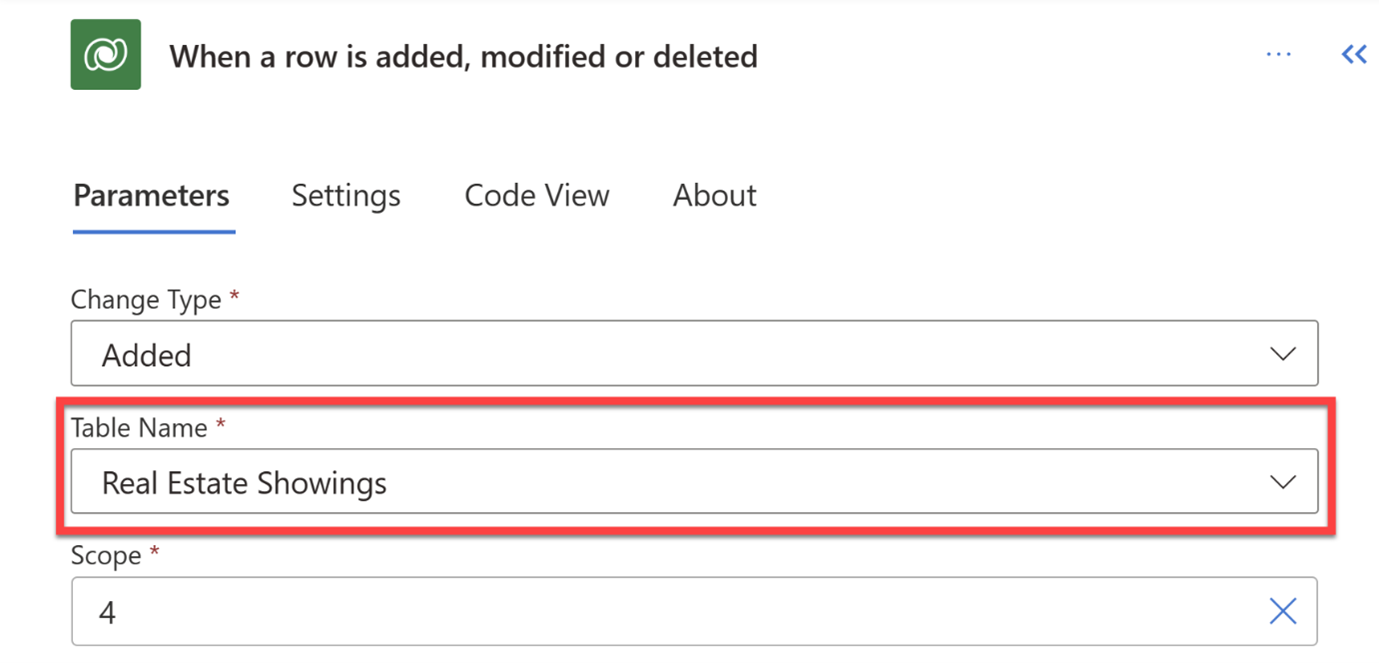 When a row is added, modified or deleted
Parameters Settings Code View About
Change Type *
Added
Table Name *
Real Estate Showings
Scope *
4